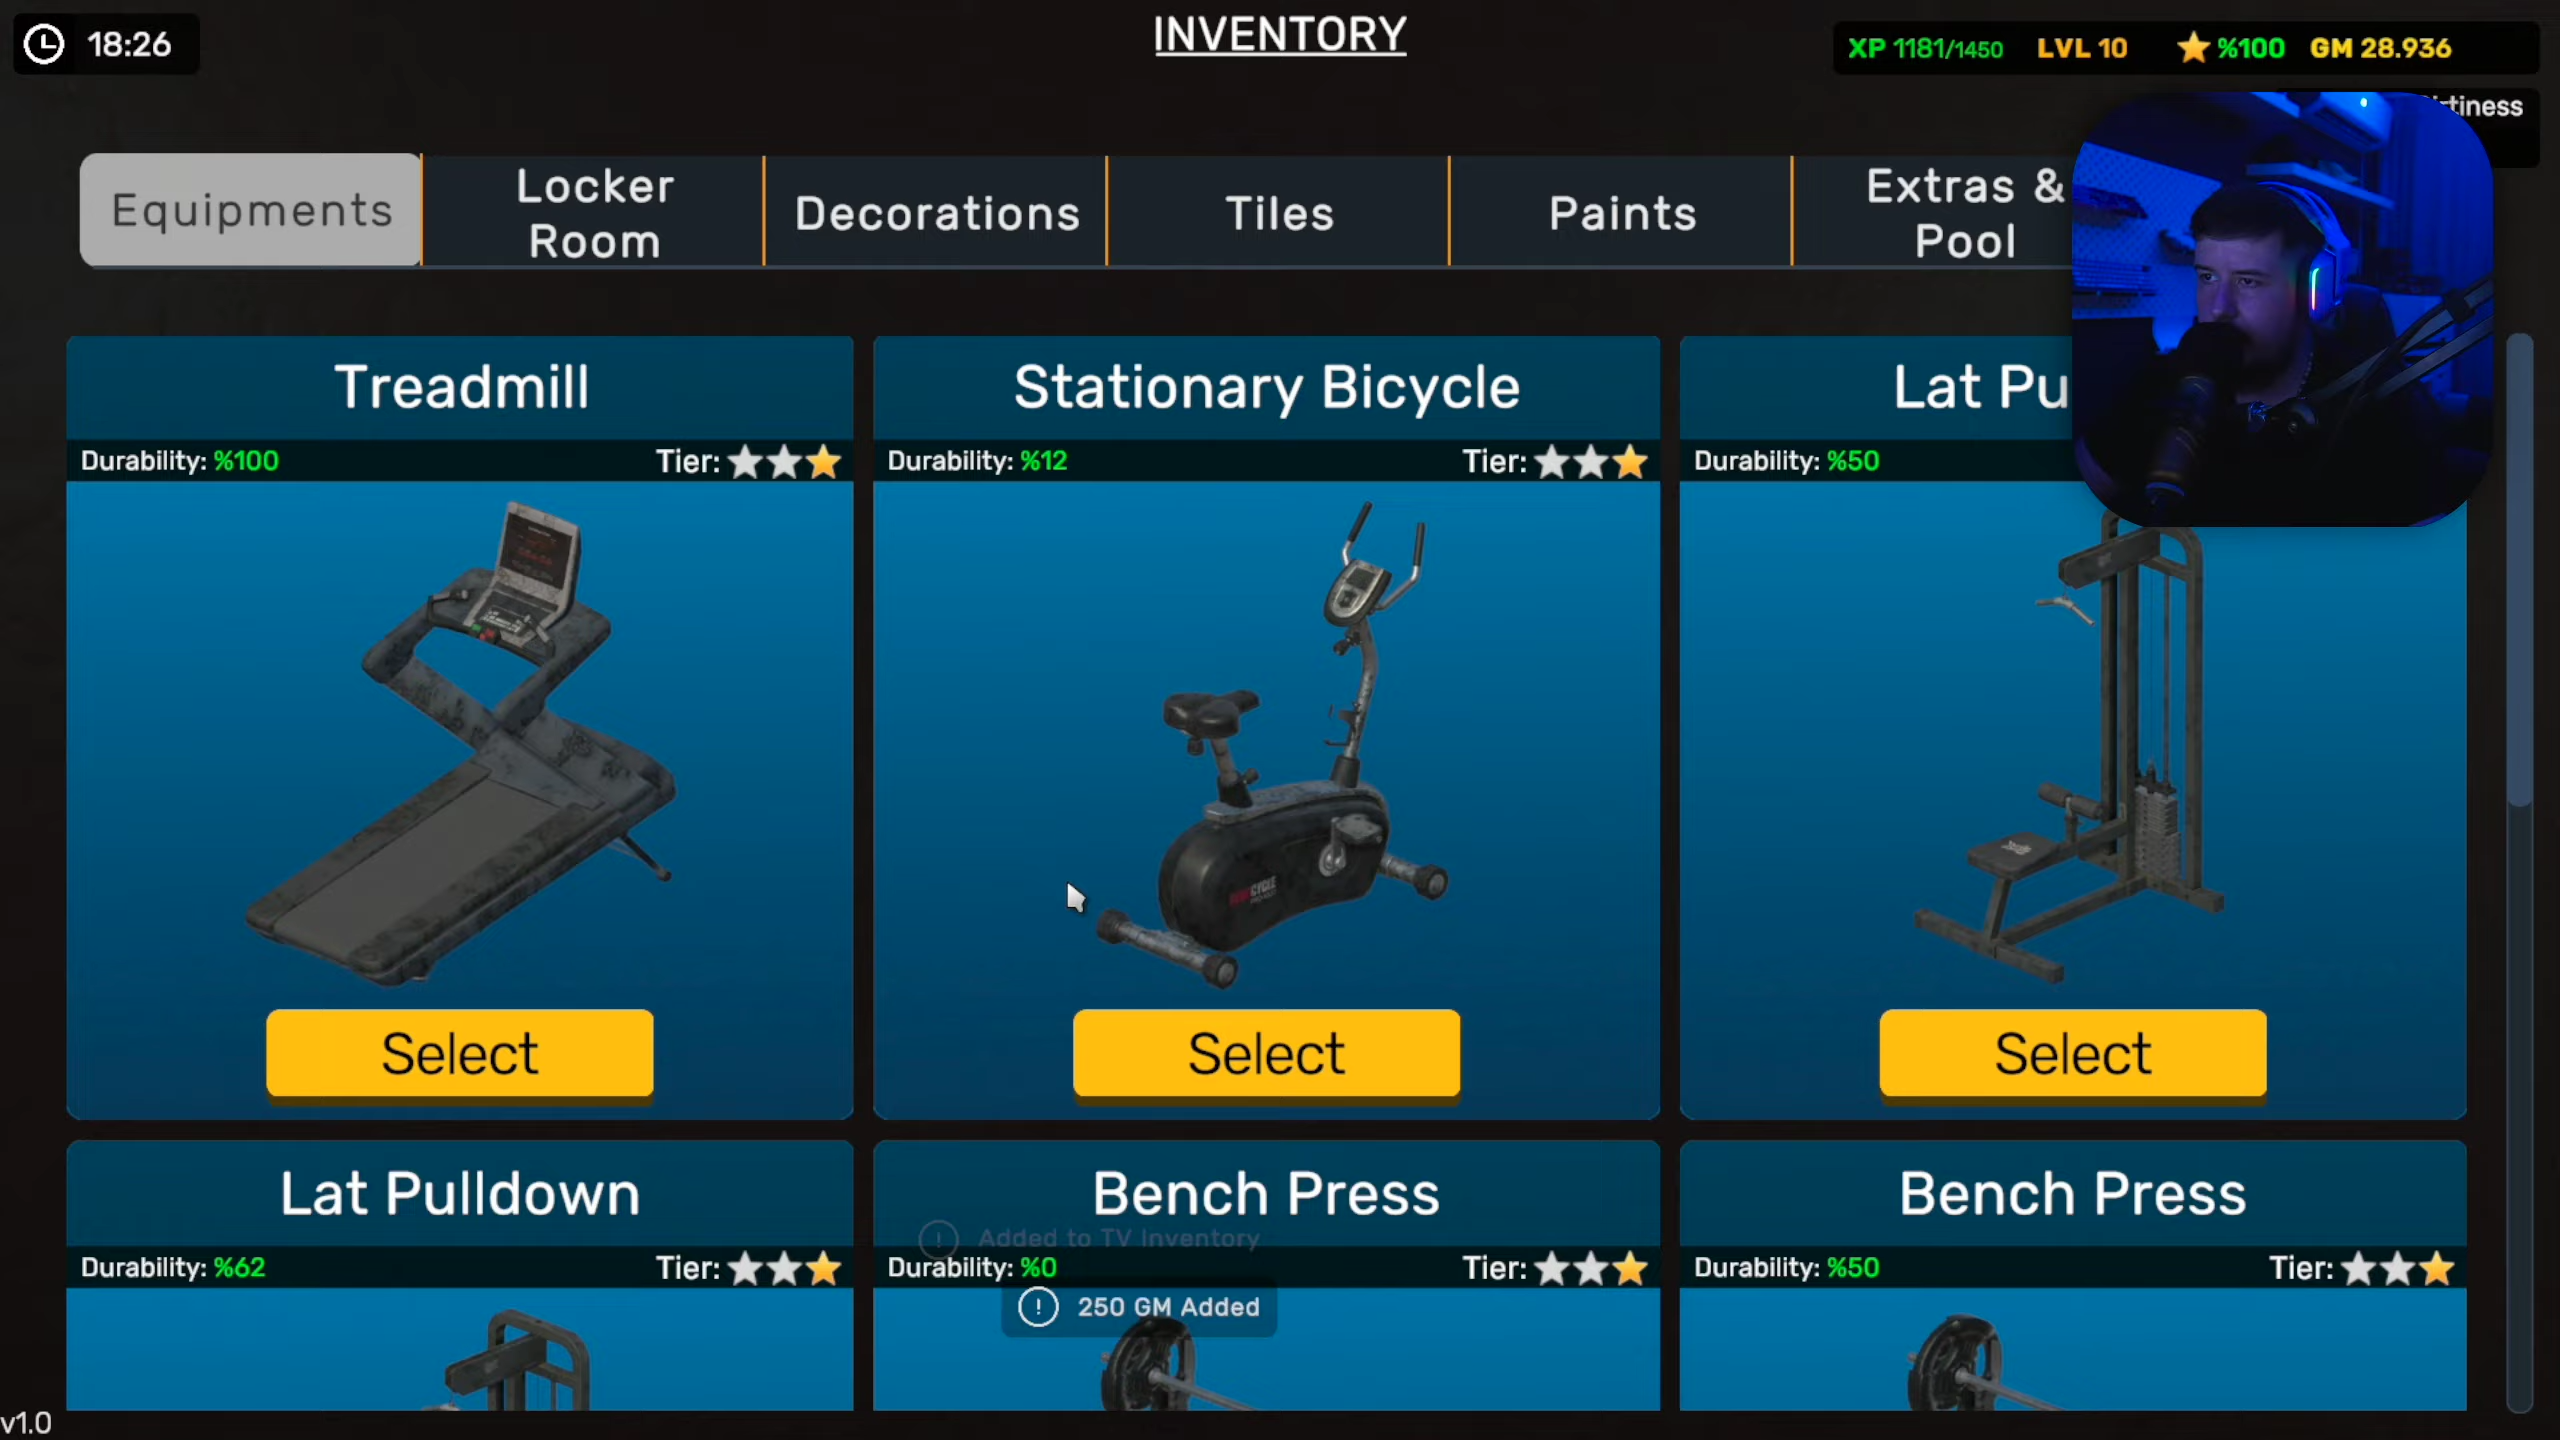 18:26
INVENTORY
XP 1181/1450 LVL 10 %100 GM 28.936
Equipments
Locker
Room
Decorations
Tiles
Paints
Extras &
Pool
Treadmill
Durability: %100 Tier:
Select
Stationary Bicycle
Durability: %12 Tier:
Select
Lat Pu
Durability: %50
Select
Lat Pulldown
Durability: %62 Tier:
Bench Press
Added to TV Inventory
Durability: %0 Tier:
250 GM Added
Bench Press
Durability: %50 Tier:
v1.0